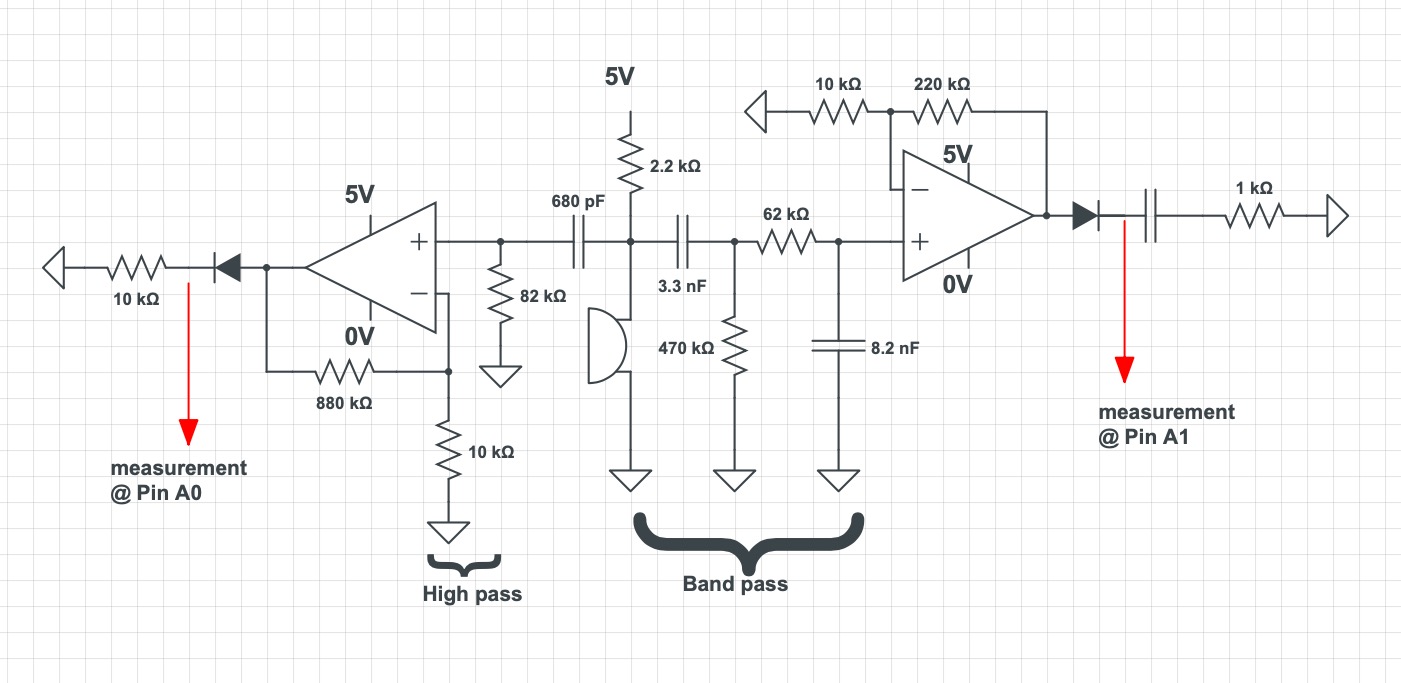 5V
10 kΩ
220 kΩ
5V
2.2 kΩ
5V
680 pF
1 kΩ
62 kΩ
+
−
+
3.3 nF
0V
10 kΩ
−
82 kΩ
0V
470 kΩ
8.2 nF
880 kΩ
measurement
@ Pin A1
10 kΩ
measurement
@ Pin A0
High pass
Band pass